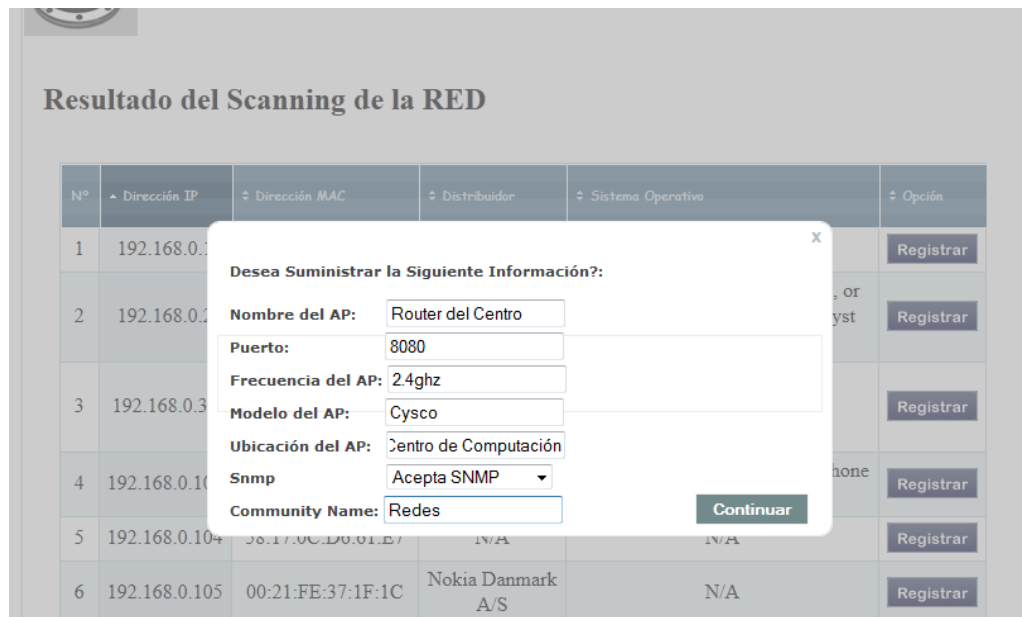 Resultado del Scanning de la RED
Nº Dirección IP Dirección MAC Distribuidor Sistema Operativo Opción
1 192.168.0. Registrar
x
Desea Suministrar la Siguiente Información?:
, or
2 192.168.0. yst Registrar
Nombre del AP: Router del Centro
Puerto: 8080
Frecuencia del AP: 2.4ghz
3 192.168.0.3 Registrar
Modelo del AP: Cysco
Ubicación del AP: Centro de Computación
hone
4 192.168.0.10 Registrar
Snmp Acepta SNMP
Community Name: Redes
Continuar
5 192.168.0.104 N/A N/A Registrar
6 192.168.0.105 00:21:FE:37:1F:1C Nokia Danmark A/S N/A Registrar